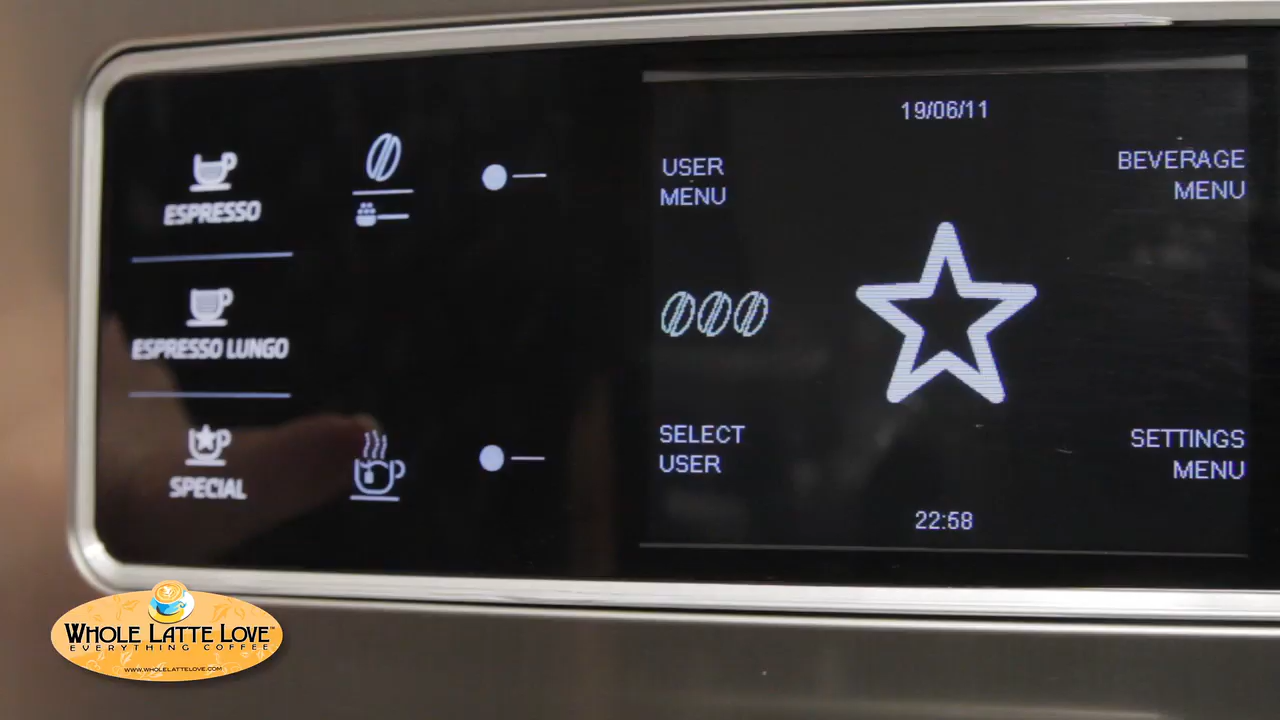 ESPRESSO
ESPRESSO LUNGO
SPECIAL
19/06/11
USER
MENU
BEVERAGE
MENU
SELECT
USER
SETTINGS
MENU
22:58
WHOLE LATTE LOVE™
EVERYTHING COFFEE
WWW.WHOLELATTELOVE.COM